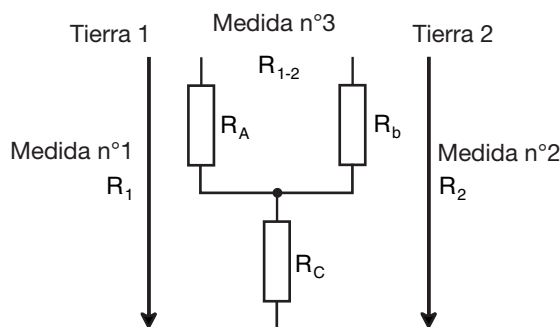 Medida n°3
Tierra 1
Tierra 2
R1-2
RA
Rb
Medida n°1
R1
Medida n°2
R2
RC